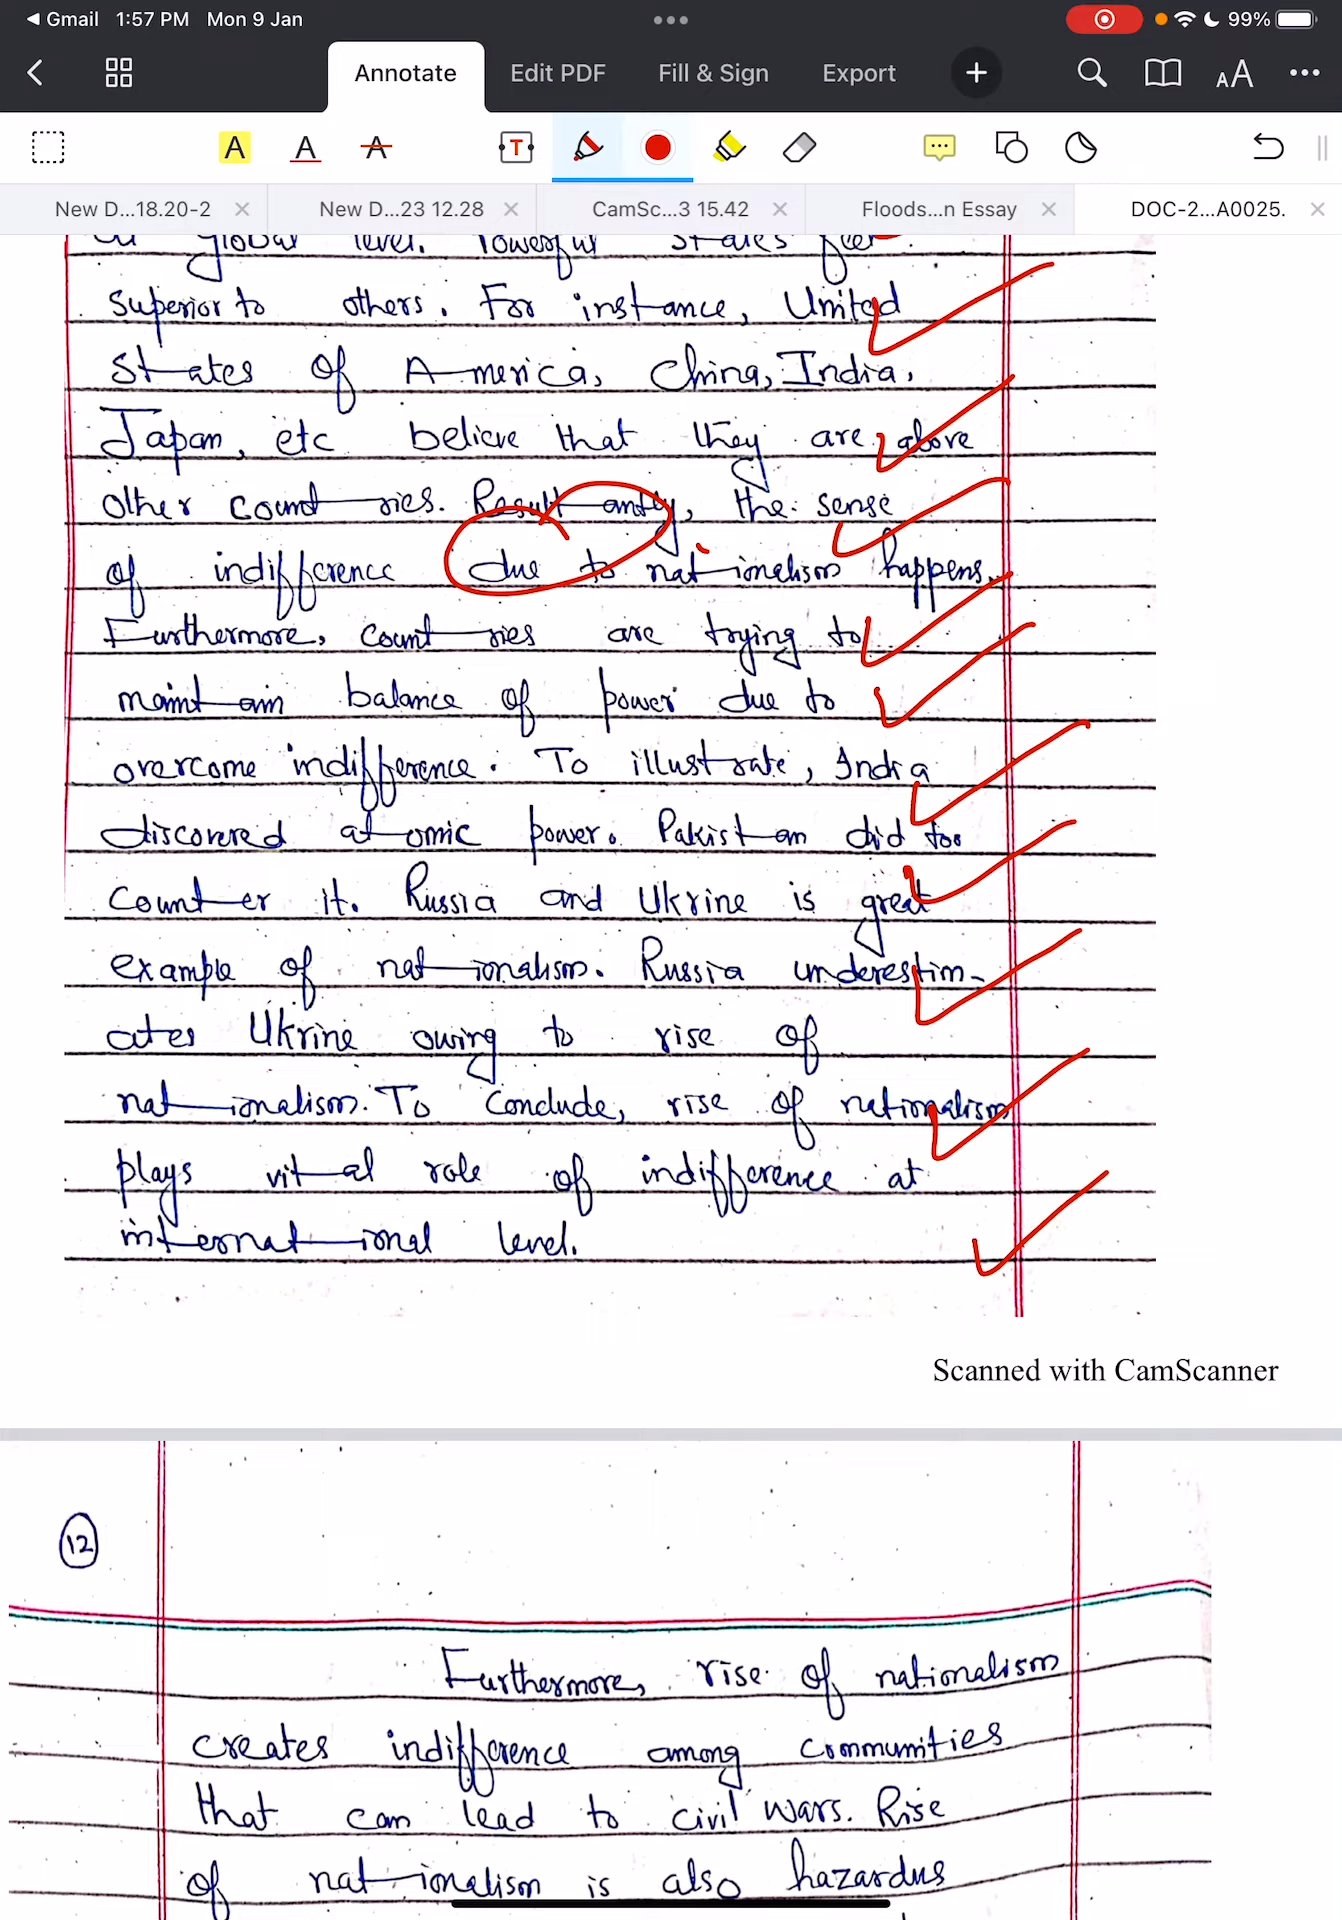 Gmail 1:57 PM Mon 9 Jan 99%
Annotate Edit PDF Fill & Sign Export
New D...18.20-2 New D...23 12.28 CamSc...3 15.42 Floods...n Essay DOC-2...A0025.
global level. Powerful states feel
superior to others. For instance, United
States of America, China, India,
Japan, etc believe that they are above
other countries. Resultantly, the sense
of indifference due to nationalism happens.
Furthermore, countries are trying to
maintain balance of power due to
overcome indifference. To illustrate, India
discovered atomic power. Pakistan did too
counter it. Russia and Ukrine is great
example of nationalism. Russia underestim-
ates Ukrine owing to rise of
nationalism. To conclude, rise of nationalism
plays vital role of indifference at
international level.
Scanned with CamScanner
12
Furthermore, rise of nationalism
creates indifference among communities
that can lead to civil wars. Rise
of nationalism is also hazardus